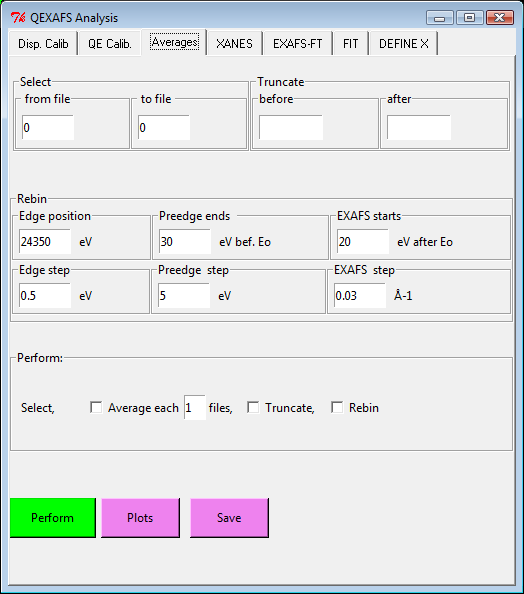 QEXAFS Analysis
Disp. Calib QE Calib. Averages XANES EXAFS-FT FIT DEFINE X
Select Truncate
from file to file before after
0 0
Rebin
Edge position Preedge ends EXAFS starts
24350 eV 30 eV bef. Eo 20 eV after Eo
Edge step Preedge step EXAFS step
0.5 eV 5 eV 0.03 Å-1
Perform:
Select, Average each 1 files, Truncate, Rebin
Perform Plots Save